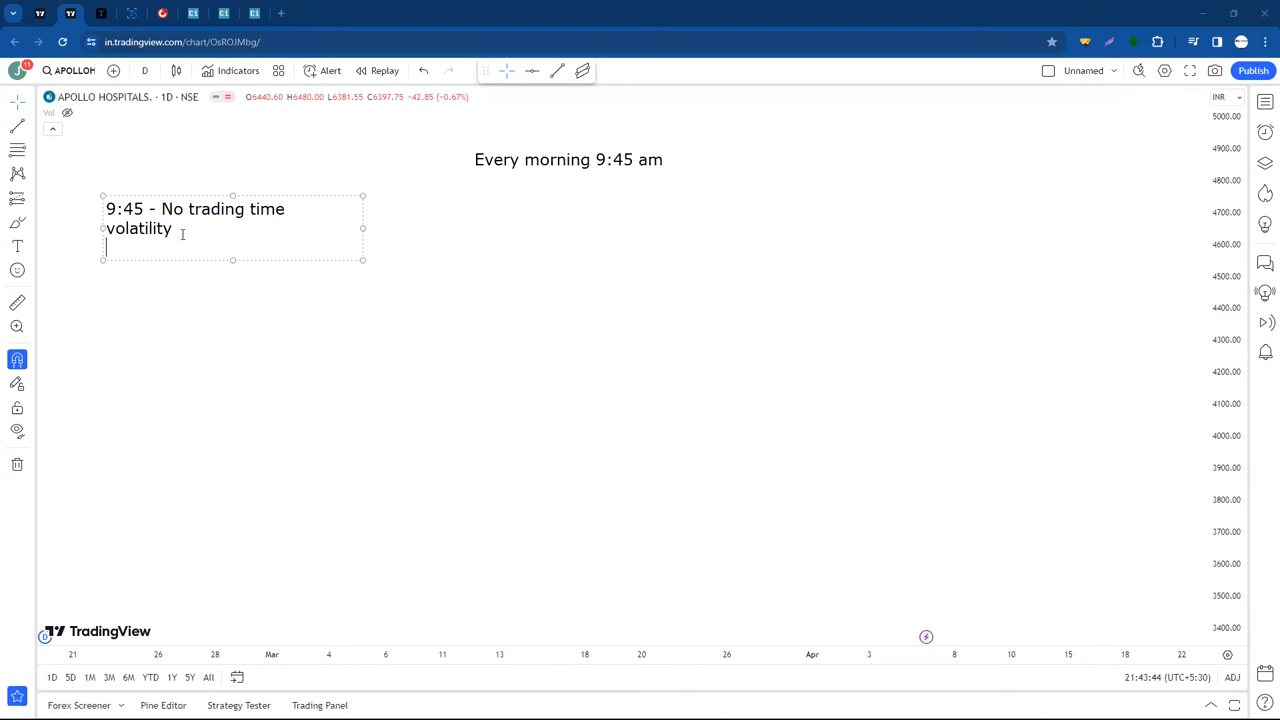 in.tradingview.com/chart/OsROJMbg/
J 11 APOLLOH D Indicators Alert Replay Unnamed Publish
APOLLO HOSPITALS. · 1D · NSE O6440.60 H6480.00 L6381.55 C6397.75 −42.85 (−0.67%) INR
Vol
5000.00
Every morning 9:45 am
4900.00
4800.00
9:45 - No trading time
4700.00
volatility
4600.00
4500.00
4400.00
4300.00
4200.00
4100.00
4000.00
3900.00
3800.00
3700.00
3600.00
3500.00
3400.00
TradingView
21 26 28 Mar 4 6 11 13 18 20 26 Apr 3 8 10 15 18 22
1D 5D 1M 3M 6M YTD 1Y 5Y All 21:43:44 (UTC+5:30) ADJ
Forex Screener Pine Editor Strategy Tester Trading Panel